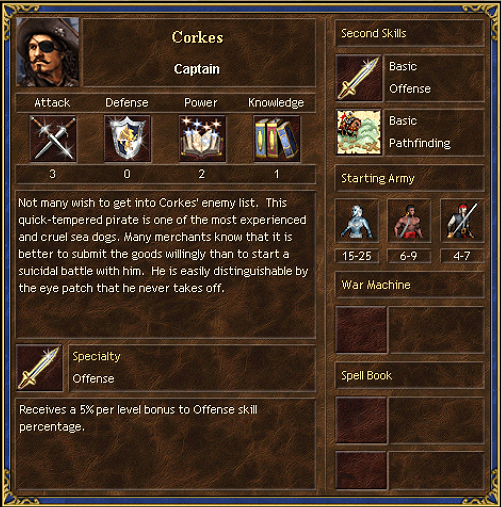 Corkes
Captain
Attack Defense Power Knowledge
3 0 2 1
Not many wish to get into Corkes' enemy list. This
quick-tempered pirate is one of the most experienced
and cruel sea dogs. Many merchants know that it is
better to submit the goods willingly than to start a
suicidal battle with him. He is easily distinguishable by
the eye patch that he never takes off.
Specialty
Offense
Receives a 5% per level bonus to Offense skill
percentage.
Second Skills
Basic
Offense
Basic
Pathfinding
Starting Army
15-25 6-9 4-7
War Machine
Spell Book